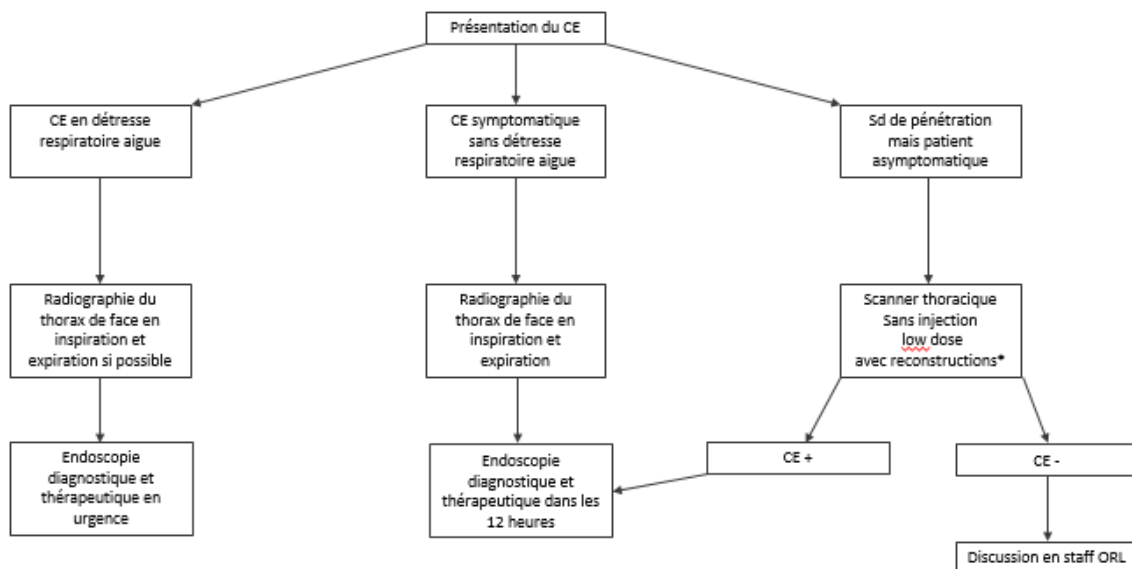 Présentation du CE
CE en détresse
respiratoire aigue
CE symptomatique
sans détresse
respiratoire aigue
Sd de pénétration
mais patient
asymptomatique
Radiographie du
thorax de face en
inspiration et
expiration si possible
Radiographie du
thorax de face en
inspiration et
expiration
Scanner thoracique
Sans injection
low dose
avec reconstructions*
Endoscopie
diagnostique et
thérapeutique en
urgence
Endoscopie
diagnostique et
thérapeutique dans les
12 heures
CE +
CE -
Discussion en staff ORL